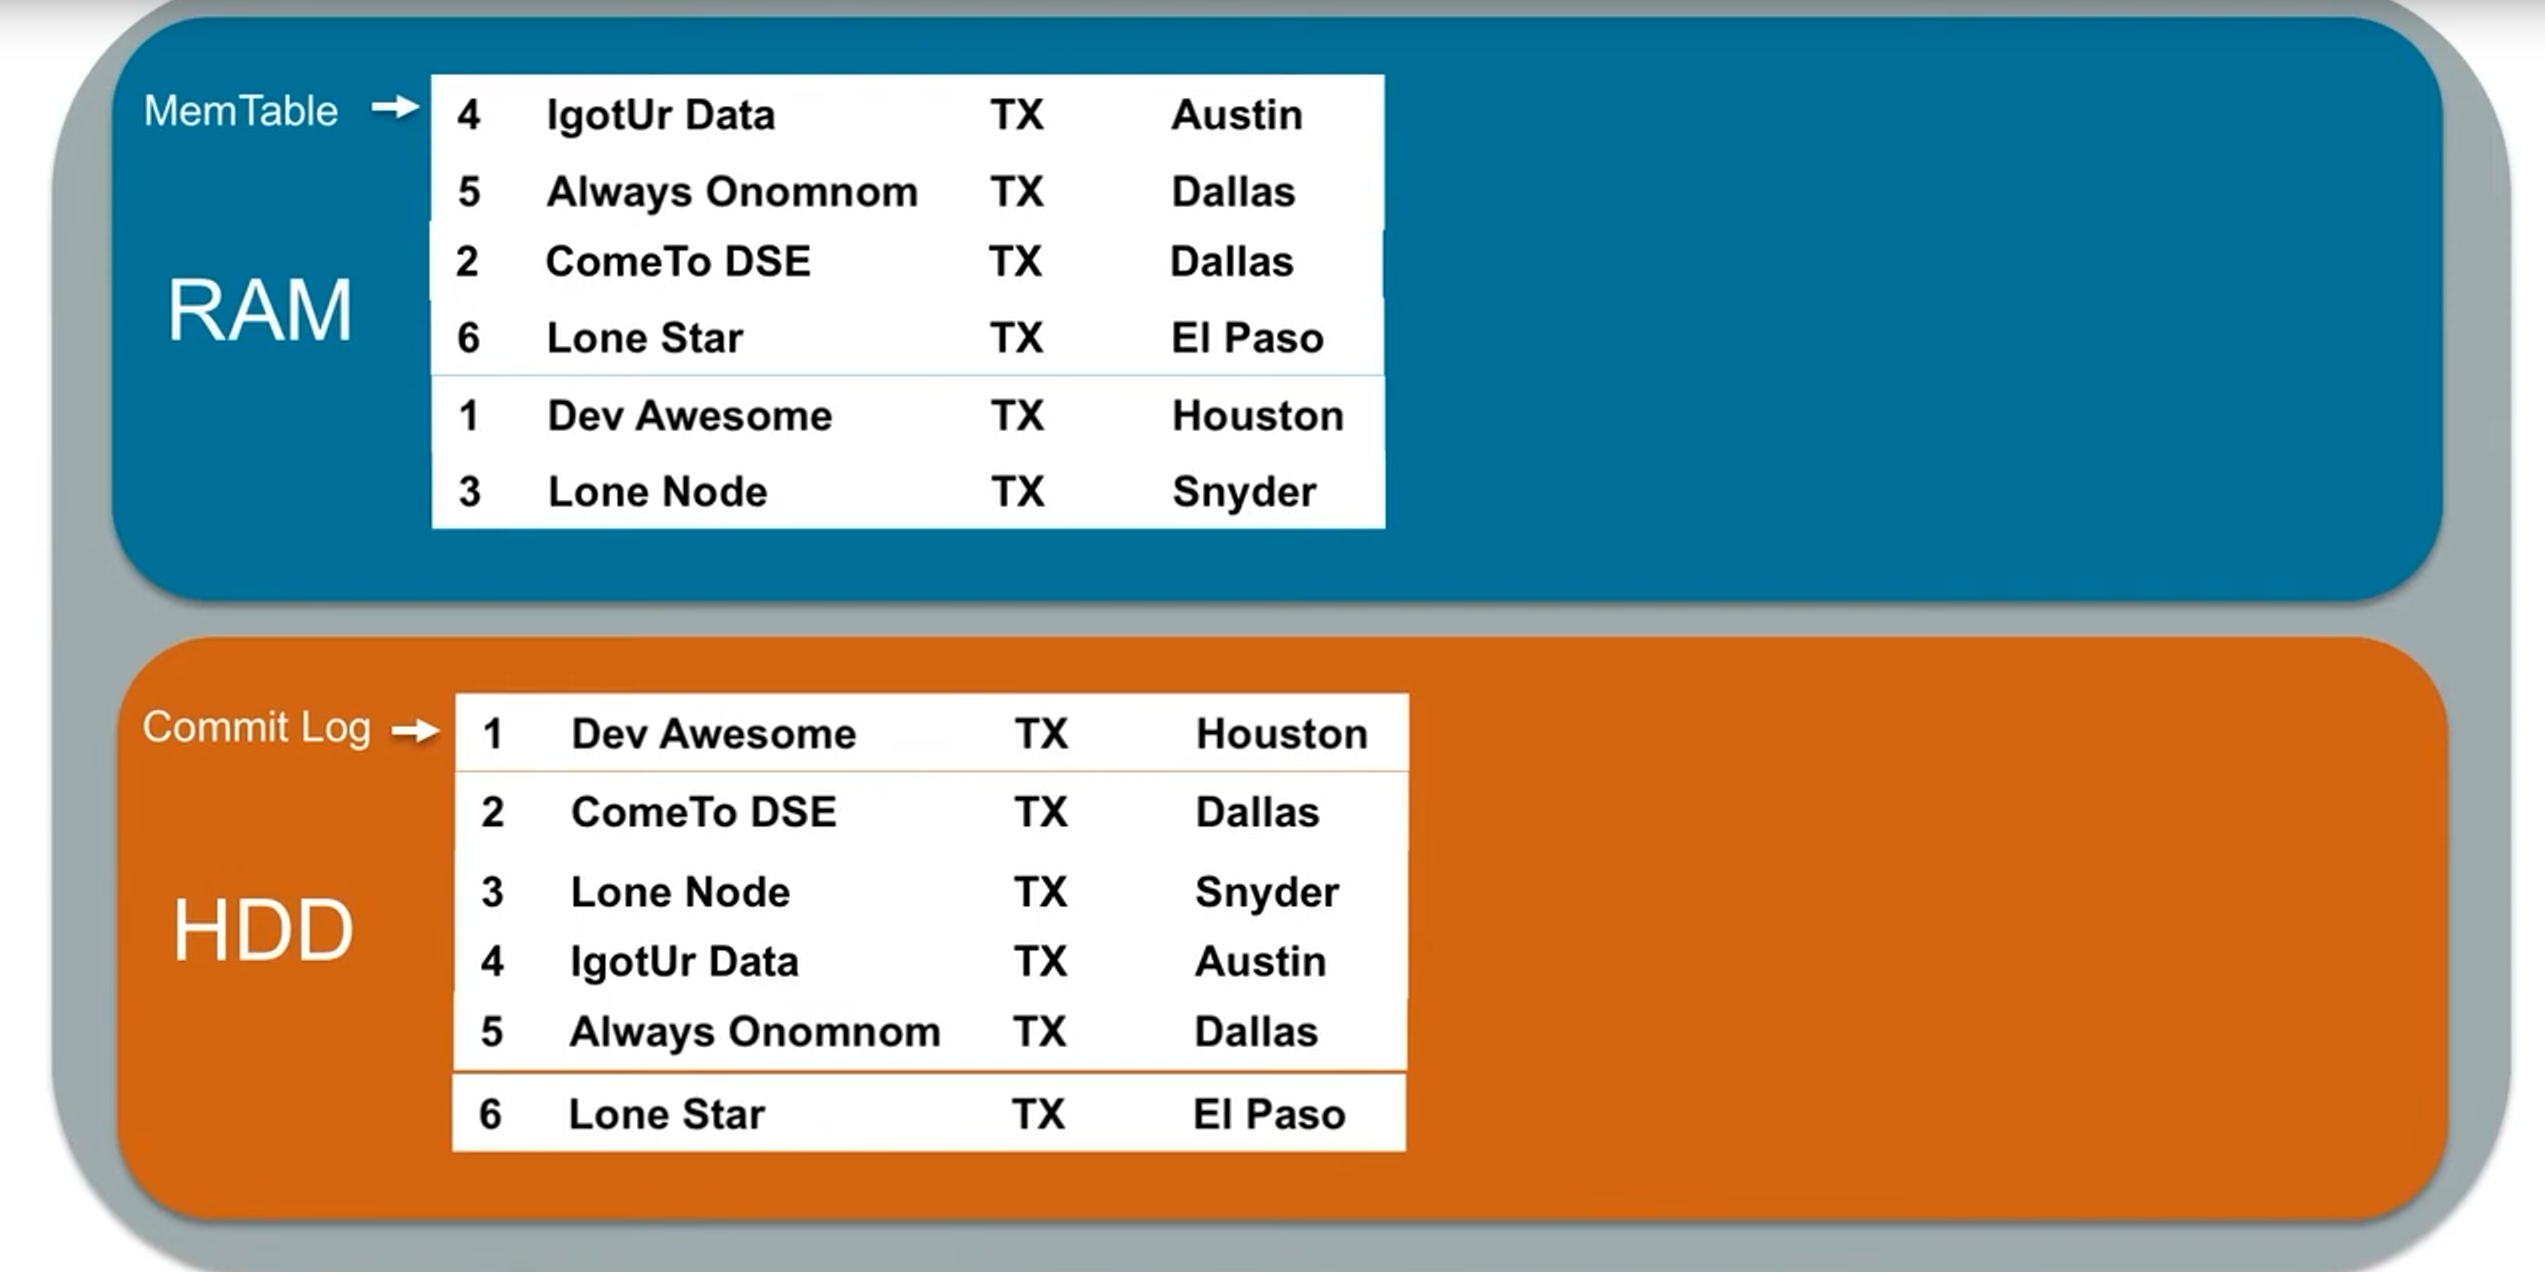 MemTable
4 IgotUr Data TX Austin
5 Always Onomnom TX Dallas
2 ComeTo DSE TX Dallas
RAM
6 Lone Star TX El Paso
1 Dev Awesome TX Houston
3 Lone Node TX Snyder
Commit Log
1 Dev Awesome TX Houston
2 ComeTo DSE TX Dallas
3 Lone Node TX Snyder
HDD
4 IgotUr Data TX Austin
5 Always Onomnom TX Dallas
6 Lone Star TX El Paso